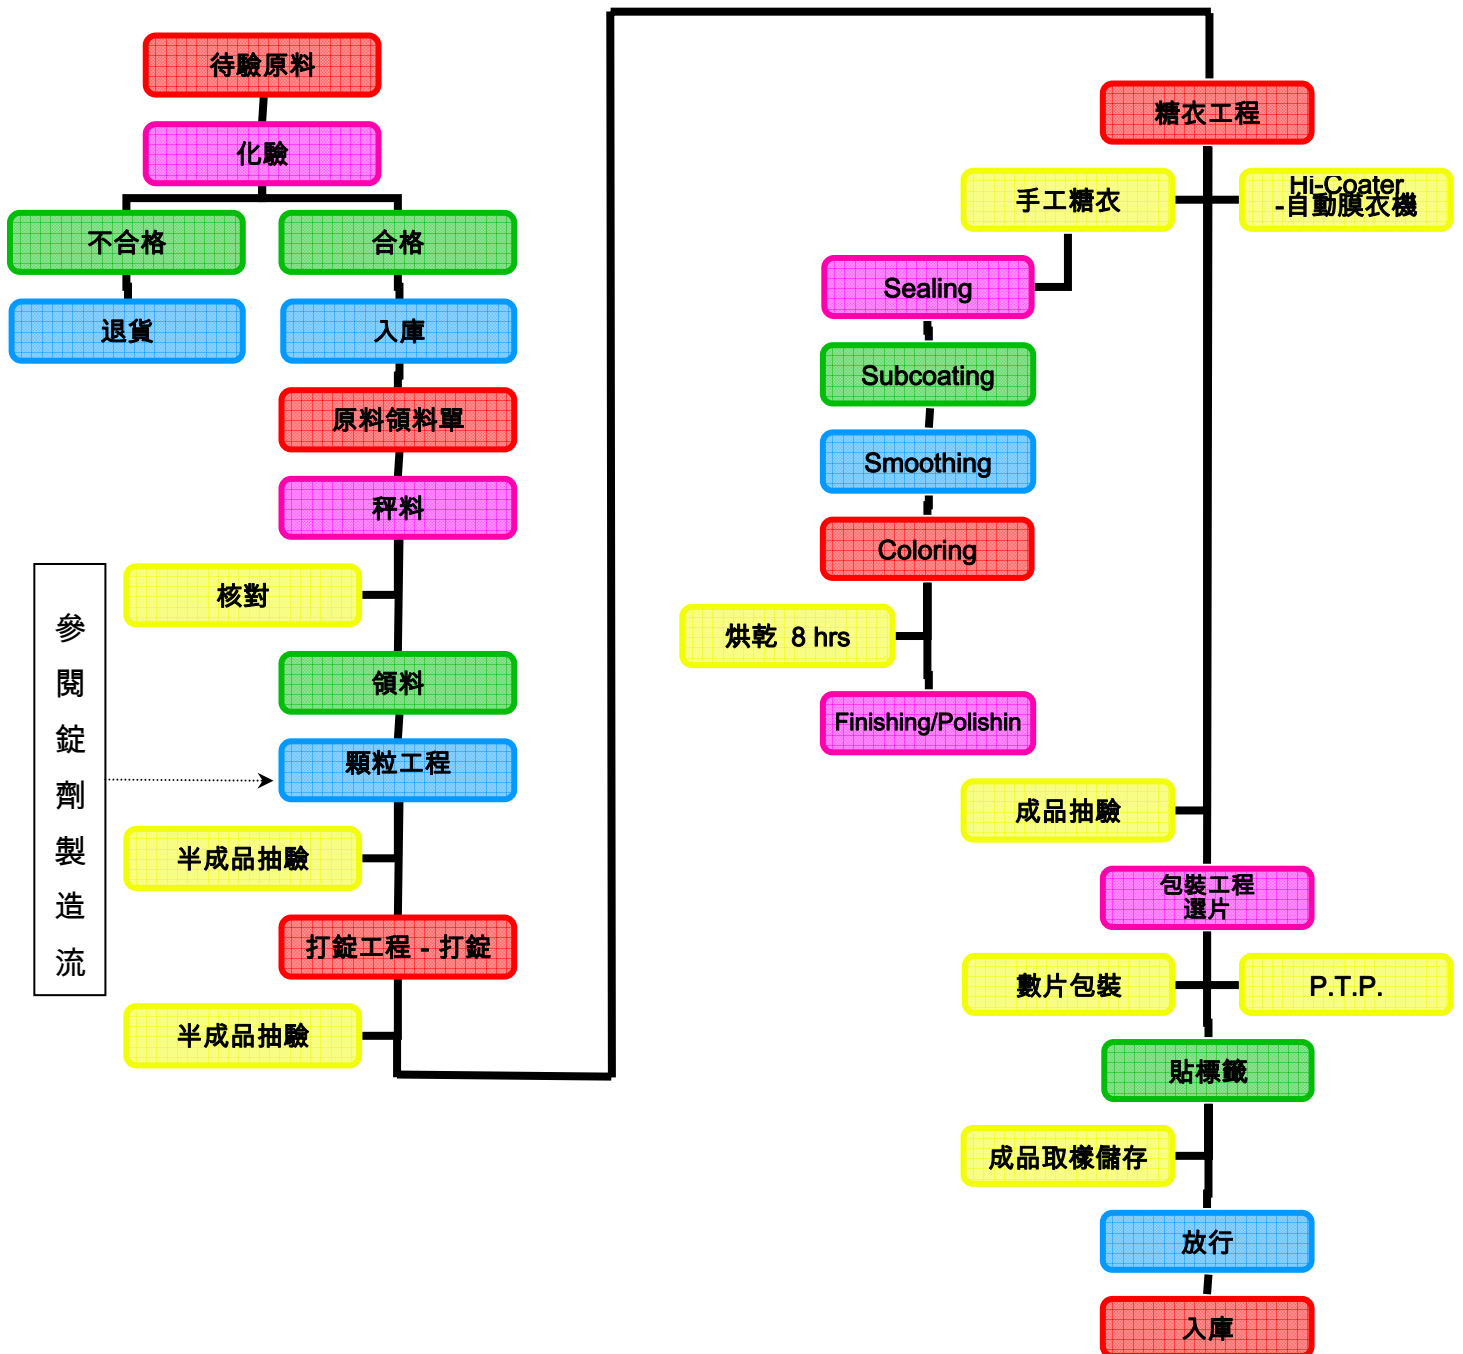 待驗原料
化驗
不合格
合格
退貨
入庫
原料領料單
秤料
核對
領料
顆粒工程
半成品抽驗
打錠工程 - 打錠
半成品抽驗
參閱錠劑製造流
糖衣工程
手工糖衣
Hi-Coater
-自動膜衣機
Sealing
Subcoating
Smoothing
Coloring
烘乾 8 hrs
Finishing/Polishin
成品抽驗
包裝工程
選片
數片包裝
P.T.P.
貼標籤
成品取樣儲存
放行
入庫